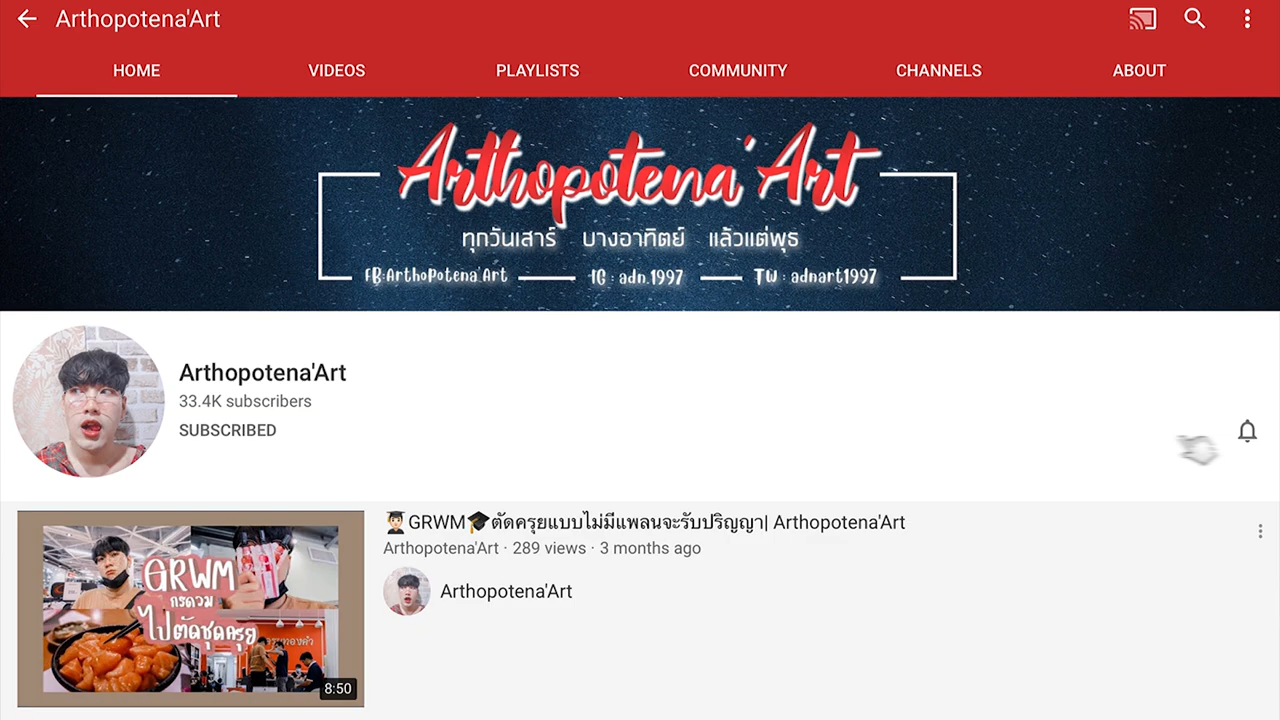 Arthopotena'Art
HOME VIDEOS PLAYLISTS COMMUNITY CHANNELS ABOUT
Arthopotena'Art
ทุกวันเสาร์ บางอาทิตย์ แล้วแต่พุธ
FB:ArthoPotena'Art IG : adn.1997 TW : adnart1997
Arthopotena'Art
33.4K subscribers
SUBSCRIBED
GRWM
กรดวม
ไปตัดชุดครุย
8:50
GRWM ตัดครุยแบบไม่มีแพลนจะรับปริญญา| Arthopotena'Art
Arthopotena'Art · 289 views · 3 months ago
Arthopotena'Art